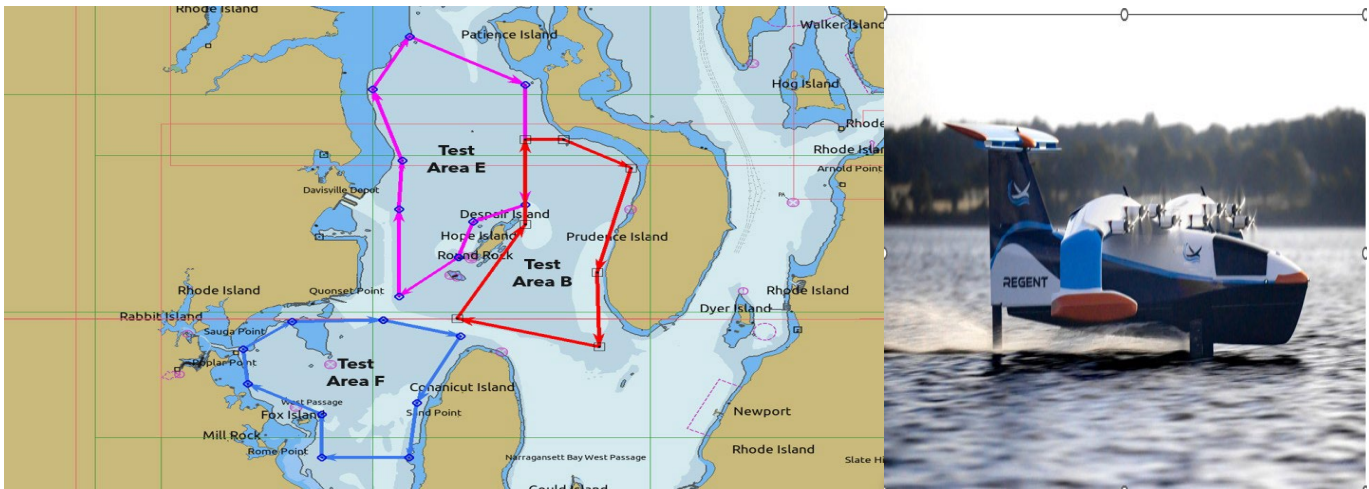 Rhode Island
Patience Island
Walker Island
Hog Island
Rhode
Rhode Islan
Arnold Point
PA
Test
Area E
Davisville Depot
Despair Island
Hope Island
Round Rock
Prudence Island
Test
Area B
Rhode Island
Quonset Point
Rhode Island
Rabbit Island
Sauga Point
Dyer Island
Poplar Point
Test
Area F
Conanicut Island
West Passage
Fox Island
Sand Point
Newport
Mill Rock
Rome Point
Rhode Island
Narragansett Bay West Passage
Slate Hi
Gould Island
REGENT